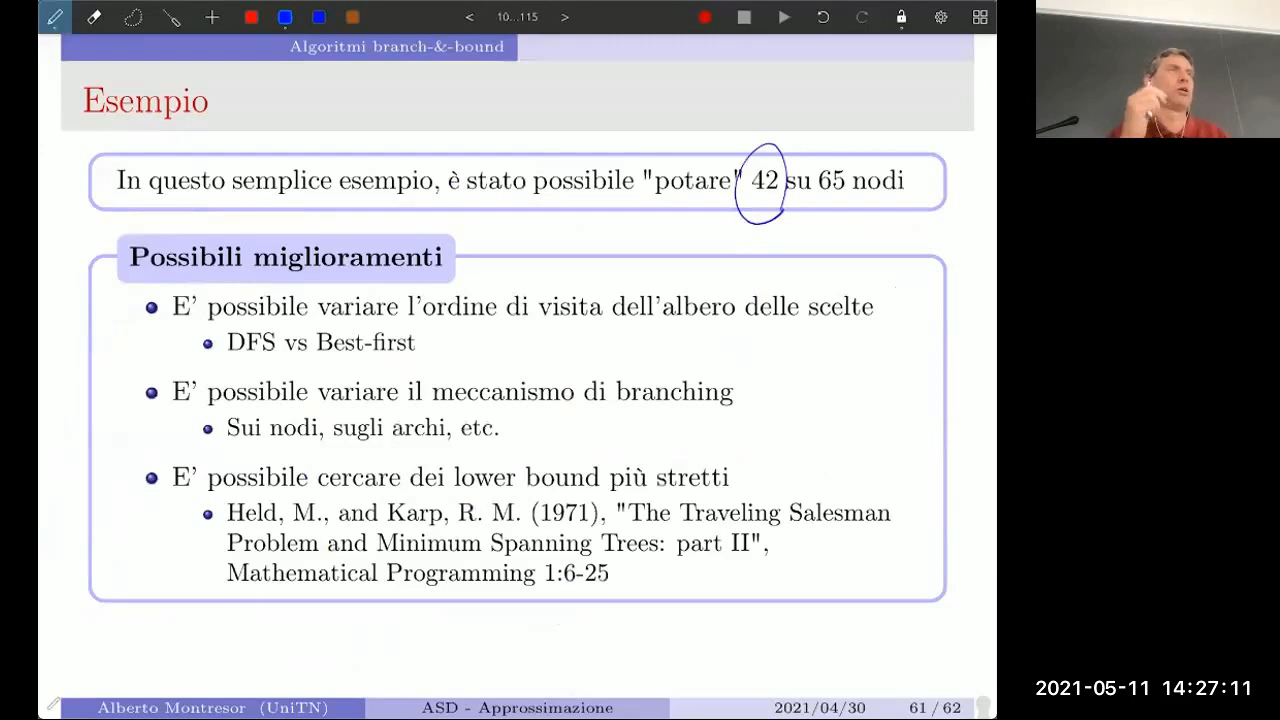 < 10...115 >
Algoritmi branch-&-bound
Esempio
In questo semplice esempio, è stato possibile "potare" 42 su 65 nodi
Possibili miglioramenti
E' possibile variare l'ordine di visita dell'albero delle scelte
DFS vs Best-first
E' possibile variare il meccanismo di branching
Sui nodi, sugli archi, etc.
E' possibile cercare dei lower bound più stretti
Held, M., and Karp, R. M. (1971), "The Traveling Salesman
Problem and Minimum Spanning Trees: part II",
Mathematical Programming 1:6-25
Alberto Montresor (UniTN) ASD - Approssimazione 2021/04/30 61 / 62
2021-05-11 14:27:11